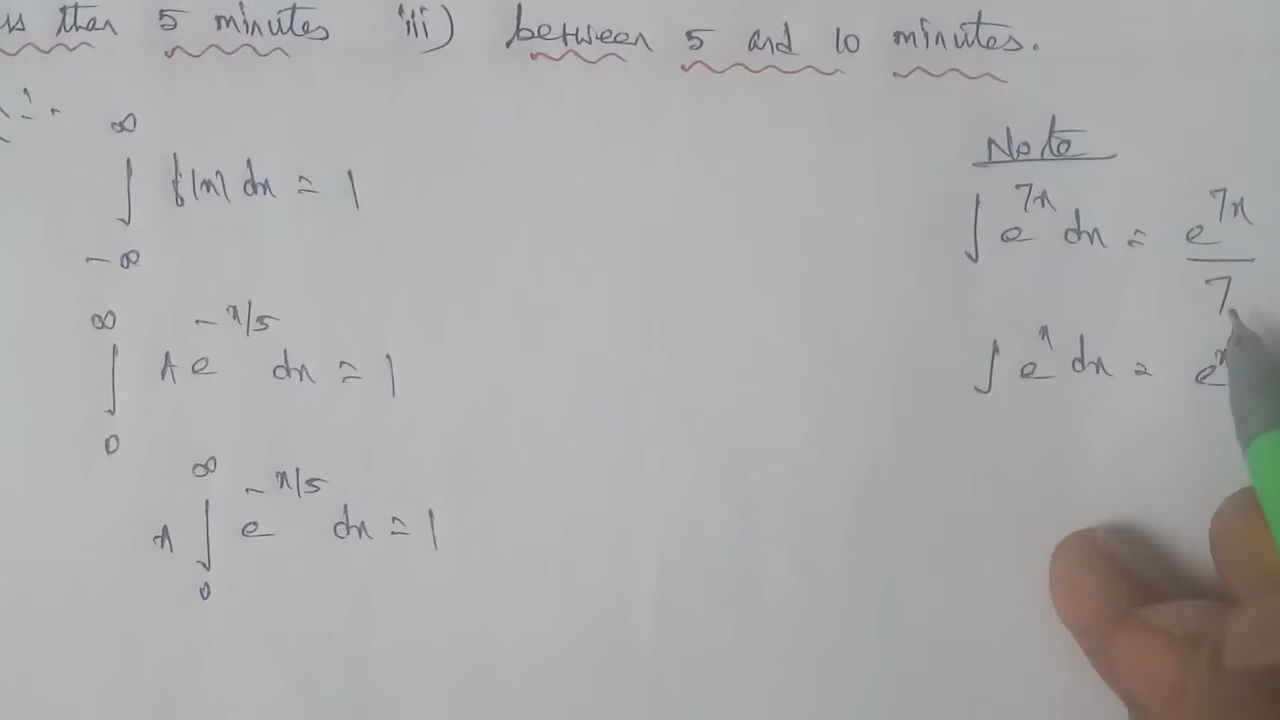 than 5 minutes iii) between 5 and 10 minutes.
∫_{-∞}^{∞} f(x) dx = 1
∫_{0}^{∞} A e^{-x/5} dx = 1
A ∫_{0}^{∞} e^{-x/5} dx = 1
Note
∫ e^{7x} dx = e^{7x}/7
∫ e^{x} dx = e^{x}